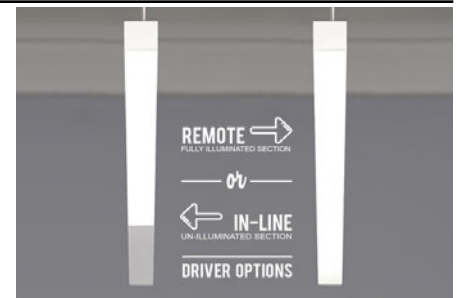 REMOTE
FULLY ILLUMINATED SECTION
or
IN-LINE
UN-ILLUMINATED SECTION
DRIVER OPTIONS